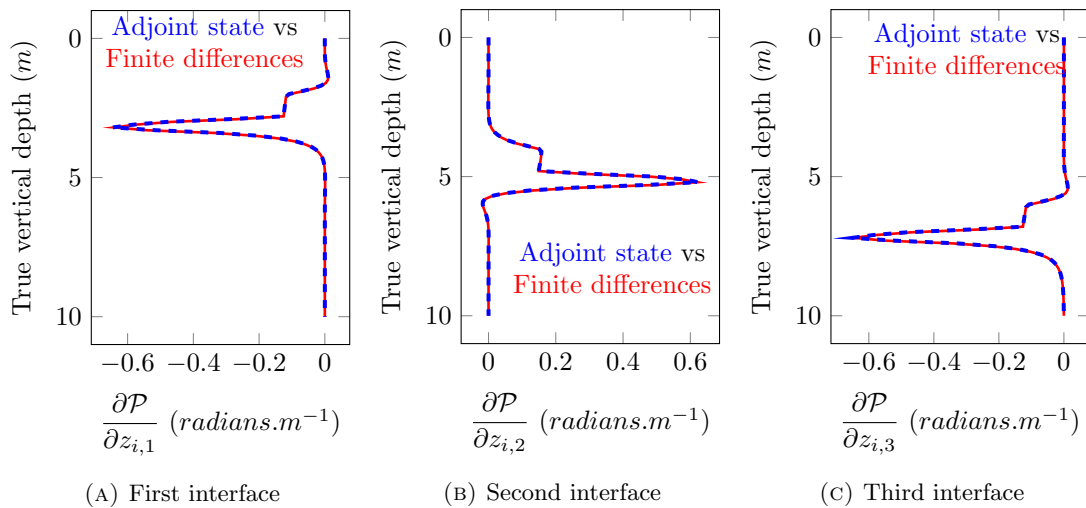 Adjoint state vs
Finite differences
0
5
10
True vertical depth (m)
−0.6 −0.4 −0.2 0
∂P/∂z_{i,1} (radians.m^{−1})
(A) First interface
Adjoint state vs
Finite differences
0
5
10
True vertical depth (m)
0 0.2 0.4 0.6
∂P/∂z_{i,2} (radians.m^{−1})
(B) Second interface
Adjoint state vs
Finite differences
0
5
10
True vertical depth (m)
−0.6 −0.4 −0.2 0
∂P/∂z_{i,3} (radians.m^{−1})
(C) Third interface